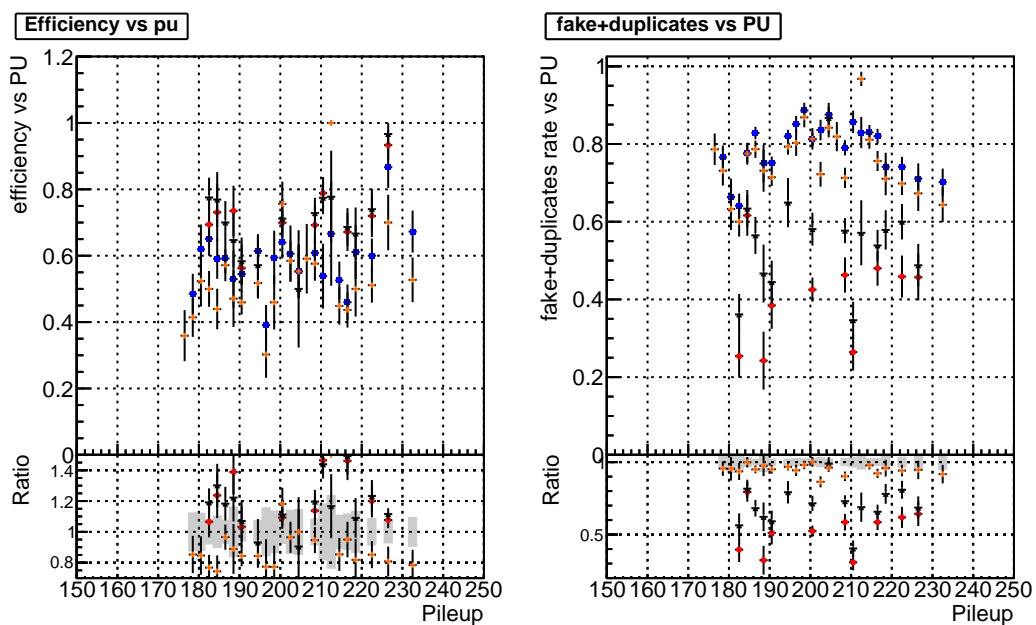 Efficiency vs pu
efficiency vs PU
1.2
1
0.8
0.6
0.4
0.2
0
Ratio
1.4
1.2
1
0.8
150 160 170 180 190 200 210 220 230 240 250
Pileup
fake+duplicates vs PU
fake+duplicates rate vs PU
1
0.8
0.6
0.4
0.2
0
Ratio
0.5
150 160 170 180 190 200 210 220 230 240 250
Pileup